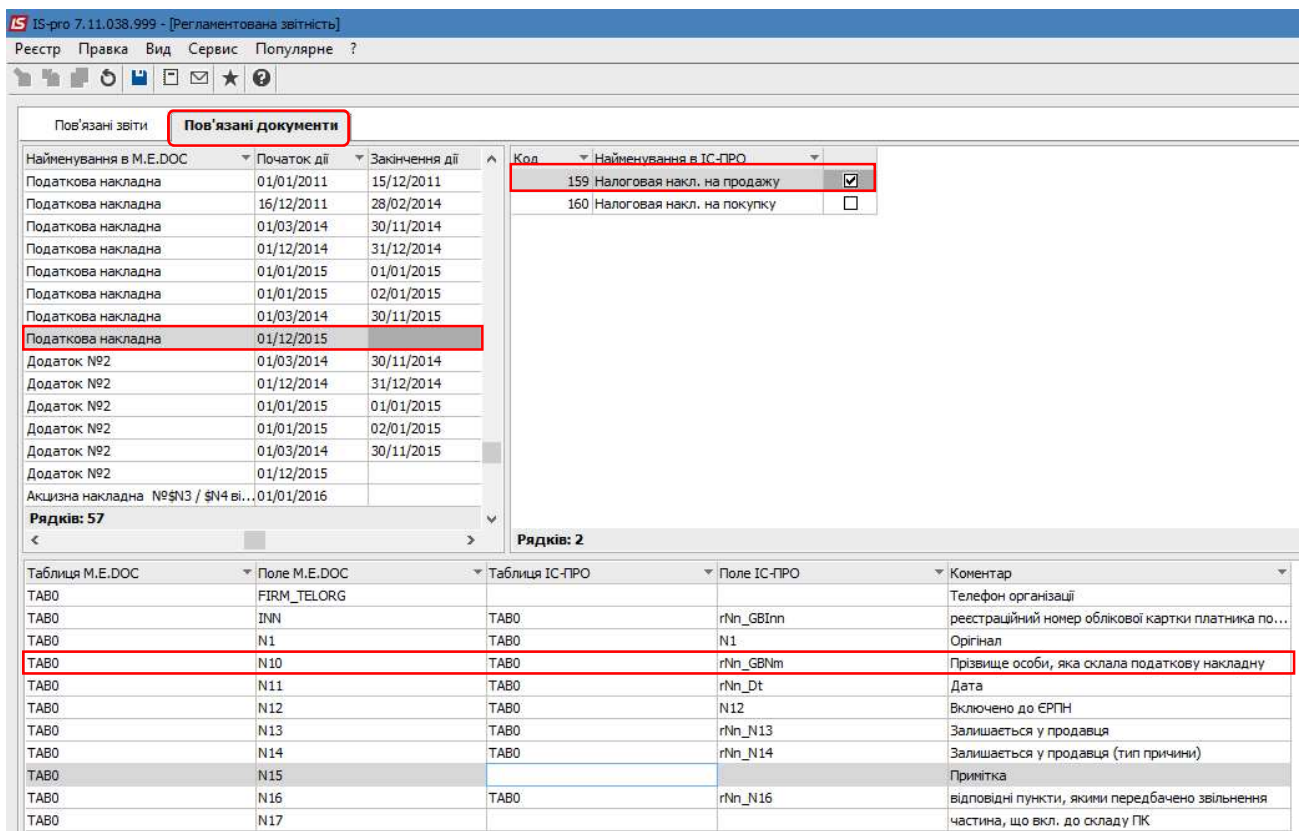 IS-pro 7.11.038.999 - [Регламентована звітність]
Реєстр Правка Вид Сервис Популярне ?
Пов'язані звіти Пов'язані документи
Найменування в M.E.DOC Початок дії Закінчення дії
Податкова накладна 01/01/2011 15/12/2011
Податкова накладна 16/12/2011 28/02/2014
Податкова накладна 01/03/2014 30/11/2014
Податкова накладна 01/12/2014 31/12/2014
Податкова накладна 01/01/2015 01/01/2015
Податкова накладна 01/01/2015 02/01/2015
Податкова накладна 01/03/2014 30/11/2015
Податкова накладна 01/12/2015
Додаток №2 01/03/2014 30/11/2014
Додаток №2 01/12/2014 31/12/2014
Додаток №2 01/01/2015 01/01/2015
Додаток №2 01/01/2015 02/01/2015
Додаток №2 01/03/2014 30/11/2015
Додаток №2 01/12/2015
Акцизна накладна №$N3 / $N4 ві... 01/01/2016
Рядків: 57
Код Найменування в ІС-ПРО
159 Налоговая накл. на продажу
160 Налоговая накл. на покупку
Рядків: 2
Таблиця M.E.DOC Поле M.E.DOC Таблиця ІС-ПРО Поле ІС-ПРО Коментар
TAB0 FIRM_TELORG Телефон організації
TAB0 INN TAB0 rNn_GBInn реєстраційний номер облікової картки платника по...
TAB0 N1 TAB0 N1 Орігінал
TAB0 N10 TAB0 rNn_GBNm Прізвище особи, яка склала податкову накладну
TAB0 N11 TAB0 rNn_Dt Дата
TAB0 N12 TAB0 N12 Включено до ЄРПН
TAB0 N13 TAB0 rNn_N13 Залишається у продавця
TAB0 N14 TAB0 rNn_N14 Залишається у продавця (тип причини)
TAB0 N15 Примітка
TAB0 N16 TAB0 rNn_N16 відповідні пункти, якими передбачено звільнення
TAB0 N17 частина, що вкл. до складу ПК